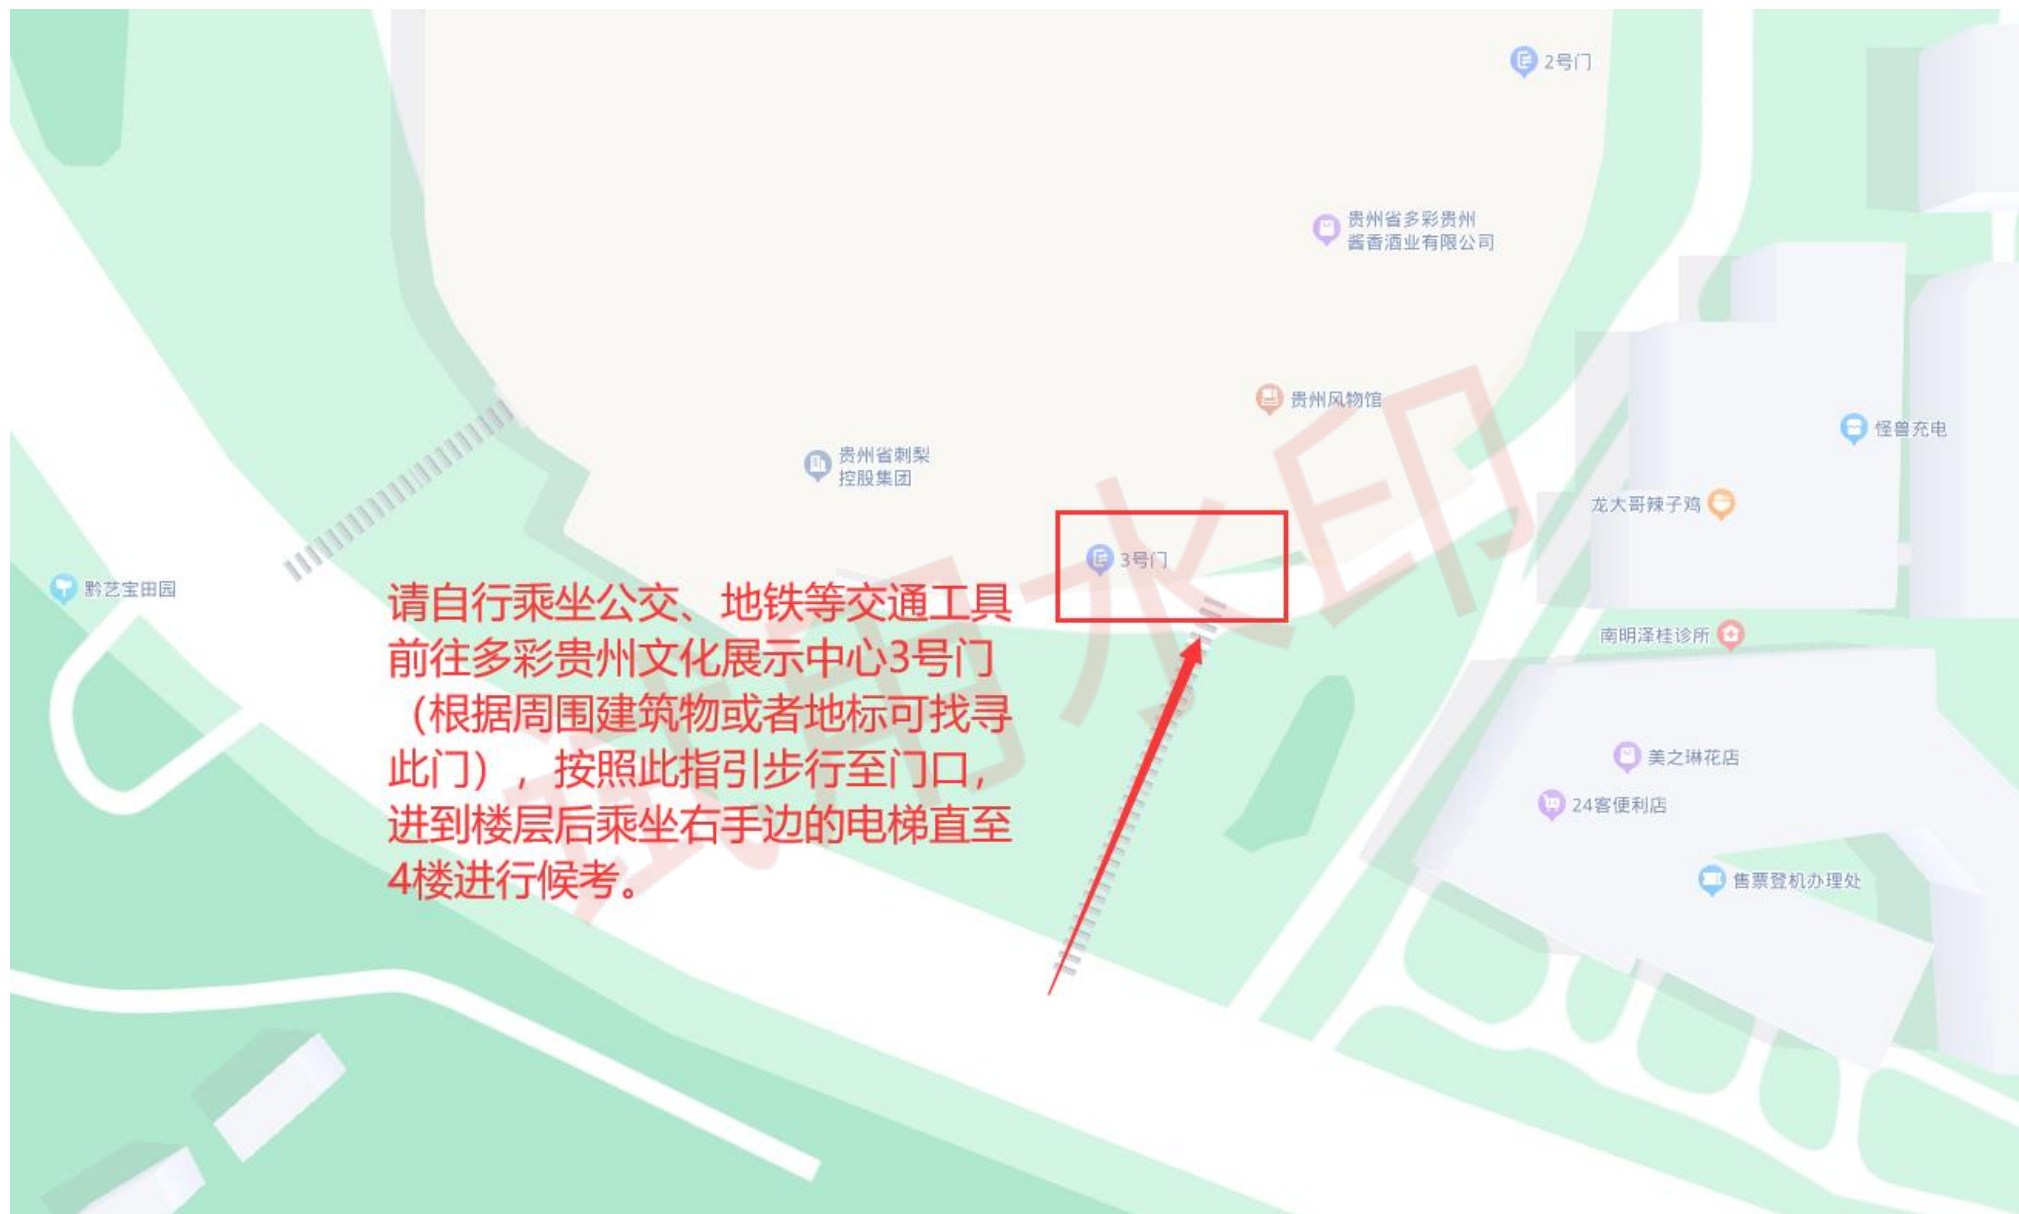 2号门
贵州省多彩贵州
酱香酒业有限公司
贵州风物馆
怪兽充电
贵州省刺梨
控股集团
龙大哥辣子鸡
3号门
黔艺宝田园
请自行乘坐公交、地铁等交通工具
前往多彩贵州文化展示中心3号门
（根据周围建筑物或者地标可找寻
此门），按照此指引步行至门口，
进到楼层后乘坐右手边的电梯直至
4楼进行候考。
南明泽桂诊所
美之琳花店
24客便利店
售票登机办理处
试用水印